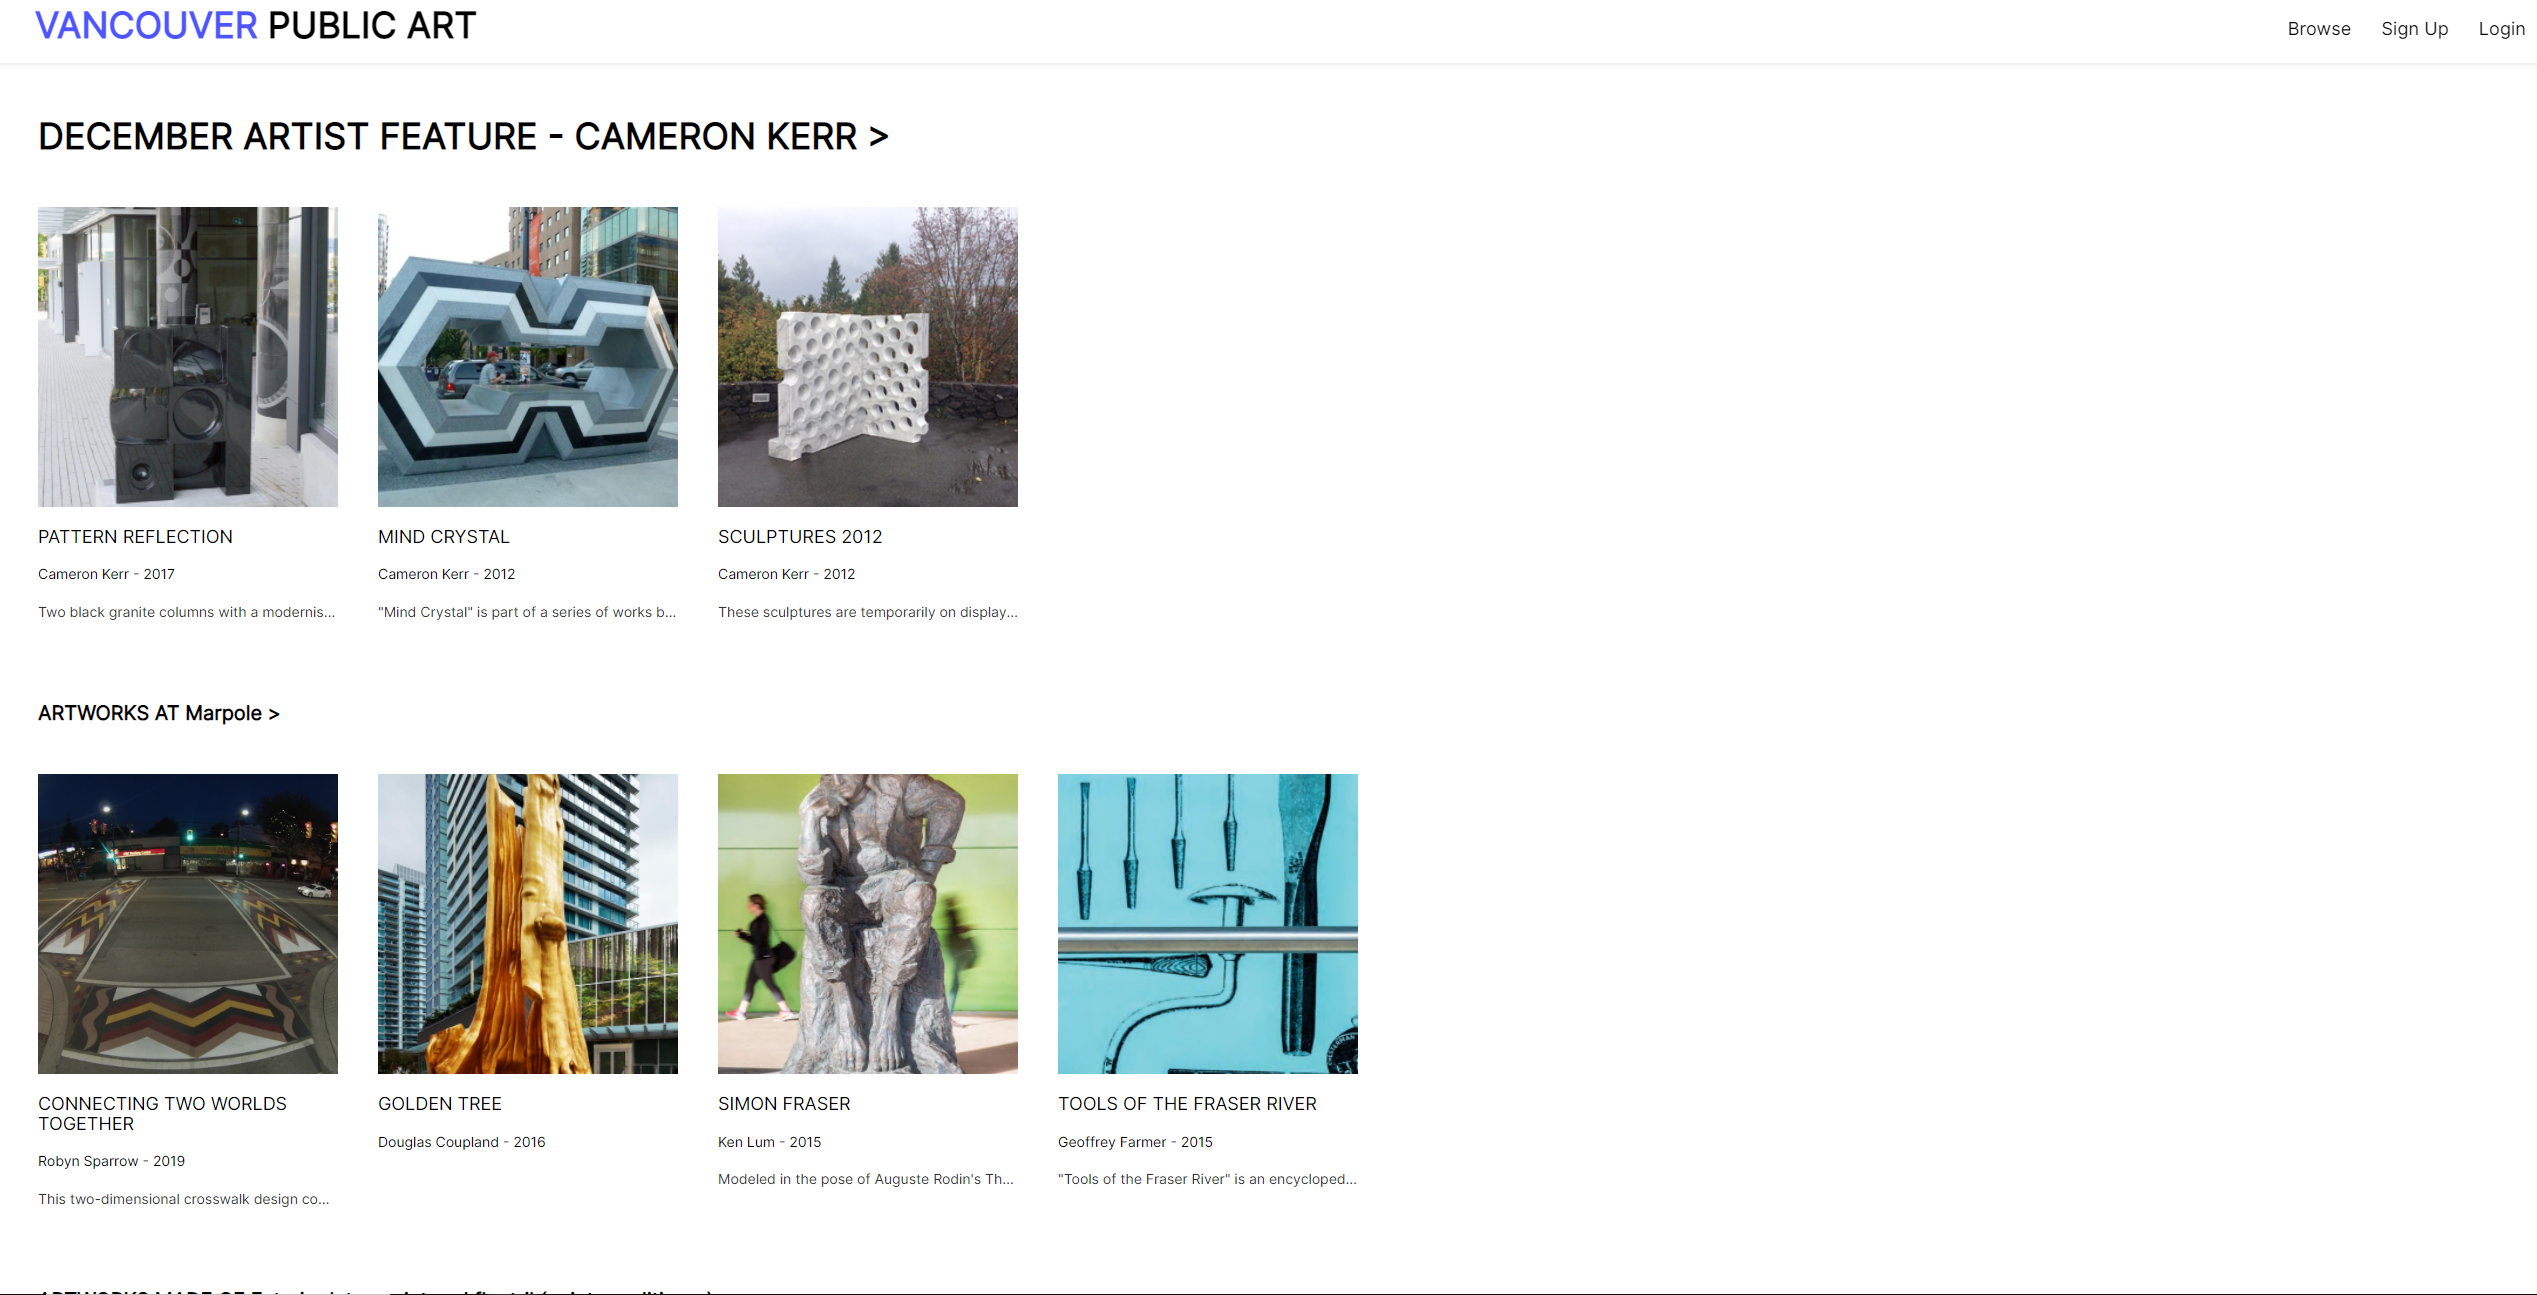 VANCOUVER PUBLIC ART
Browse
Sign Up
Login
DECEMBER ARTIST FEATURE - CAMERON KERR >
PATTERN REFLECTION
Cameron Kerr - 2017
Two black granite columns with a modernis...
MIND CRYSTAL
Cameron Kerr - 2012
"Mind Crystal" is part of a series of works b...
SCULPTURES 2012
Cameron Kerr - 2012
These sculptures are temporarily on display...
ARTWORKS AT Marpole >
CONNECTING TWO WORLDS
TOGETHER
Robyn Sparrow - 2019
This two-dimensional crosswalk design co...
GOLDEN TREE
Douglas Coupland - 2016
SIMON FRASER
Ken Lum - 2015
Modeled in the pose of Auguste Rodin's Th...
TOOLS OF THE FRASER RIVER
Geoffrey Farmer - 2015
"Tools of the Fraser River" is an encycloped...
ARTWORKS MADE OF